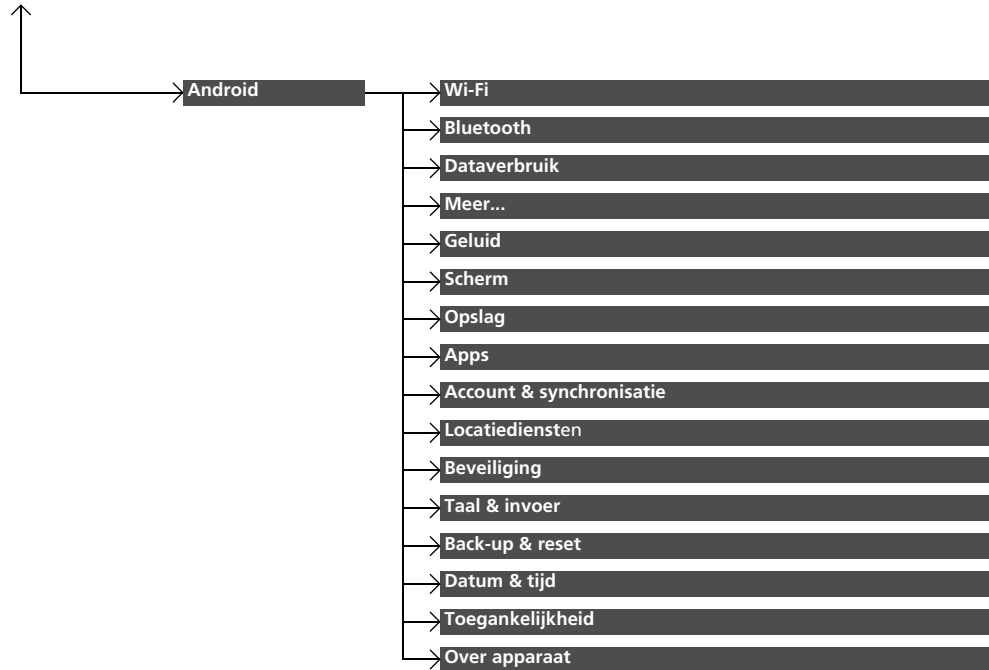 Android
Wi-Fi
Bluetooth
Dataverbruik
Meer...
Geluid
Scherm
Opslag
Apps
Account & synchronisatie
Locatiediensten
Beveiliging
Taal & invoer
Back-up & reset
Datum & tijd
Toegankelijkheid
Over apparaat